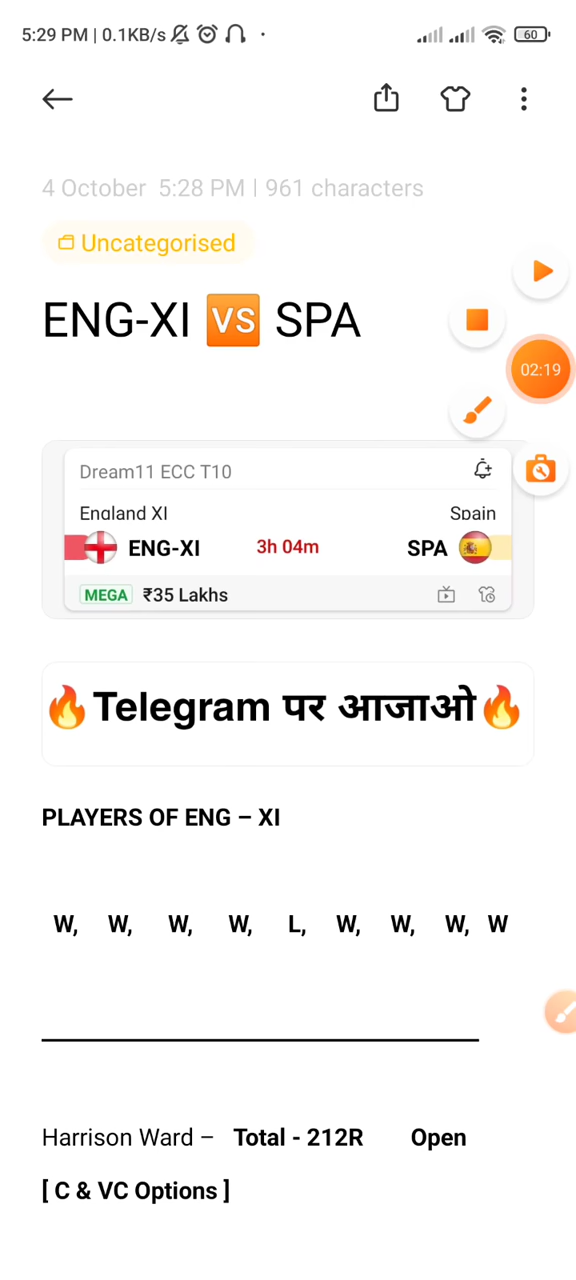 5:29 PM | 0.1KB/s
60
4 October 5:28 PM | 961 characters
Uncategorised
ENG-XI VS SPA
02:19
Dream11 ECC T10
England XI Spain
ENG-XI 3h 04m SPA
MEGA ₹35 Lakhs
🔥Telegram पर आजाओ🔥
PLAYERS OF ENG – XI
W, W, W, W, L, W, W, W, W
Harrison Ward – Total - 212R Open
[ C & VC Options ]